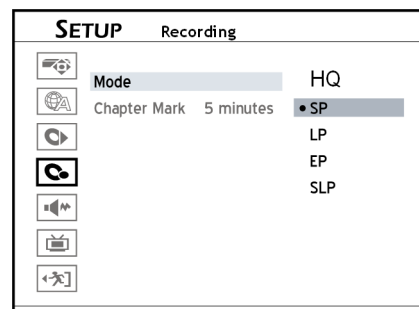 SETUP Recording
Mode
HQ
Chapter Mark 5 minutes
• SP
LP
EP
SLP